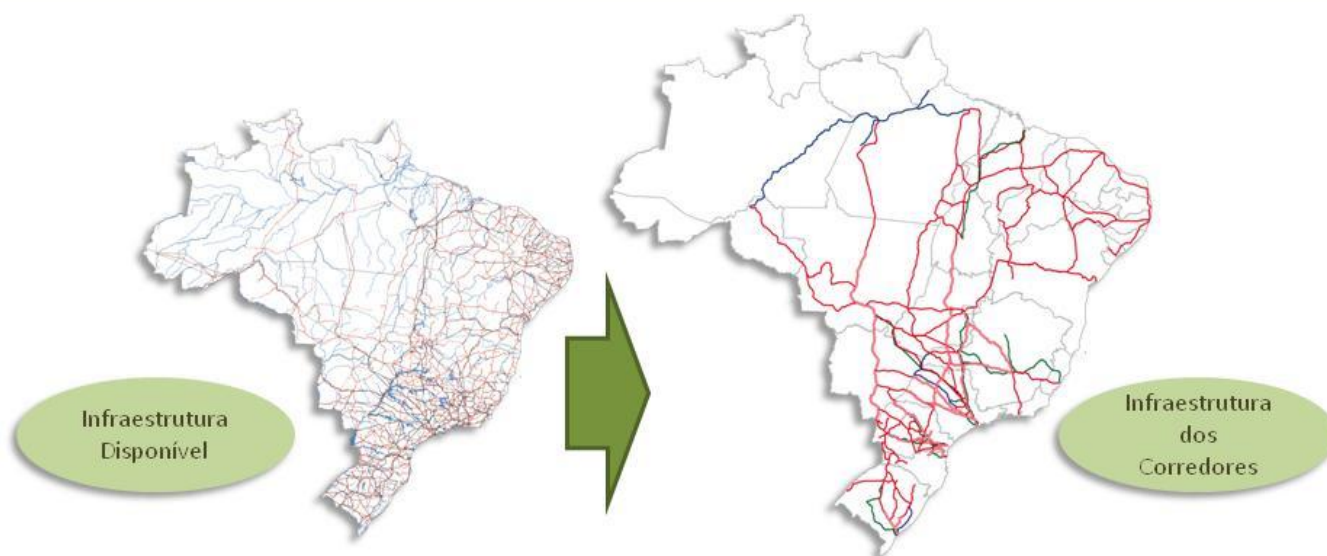 Infraestrutura
Disponível
Infraestrutura
dos
Corredores